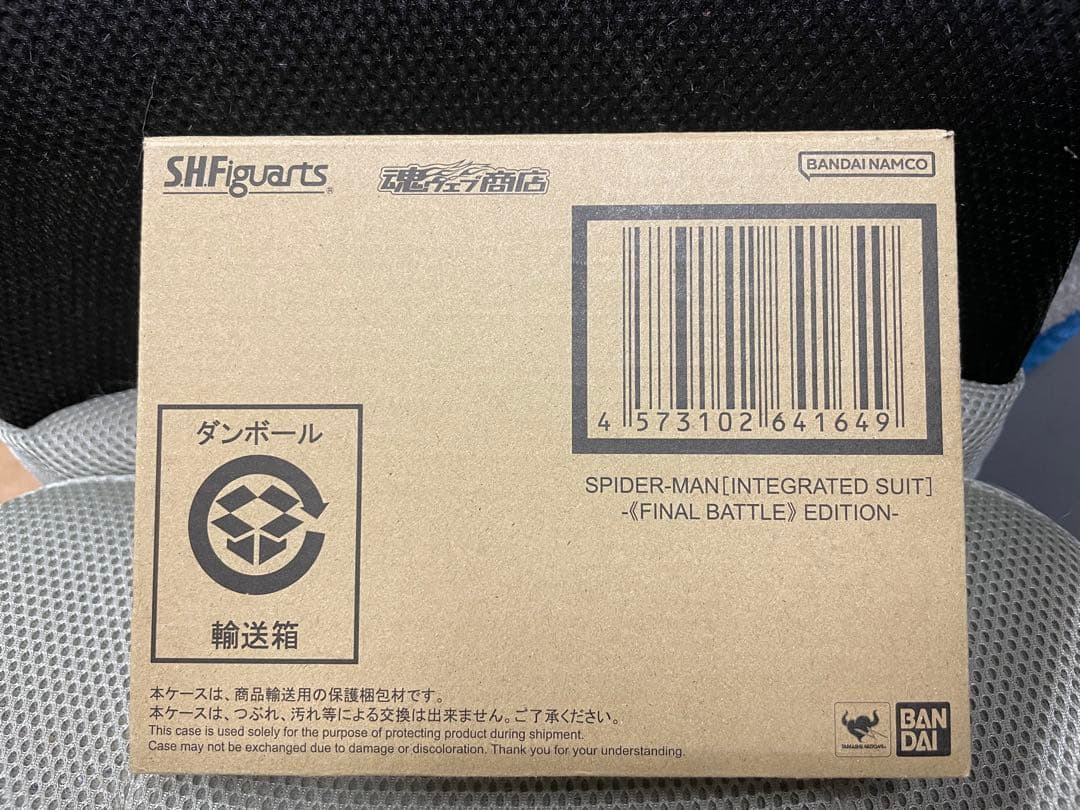 S.H.Figuarts®
魂ウェブ商店
BANDAI NAMCO
4 573102 641649
SPIDER-MAN[INTEGRATED SUIT]
-《FINAL BATTLE》EDITION-
ダンボール
輸送箱
本ケースは、商品輸送用の保護梱包材です。
本ケースは、つぶれ、汚れ等による交換は出来ません。ご了承ください。
This case is used solely for the purpose of protecting product during shipment.
Case may not be exchanged due to damage or discoloration. Thank you for your understanding.
TAMASHII NATIONS
BAN
DAI